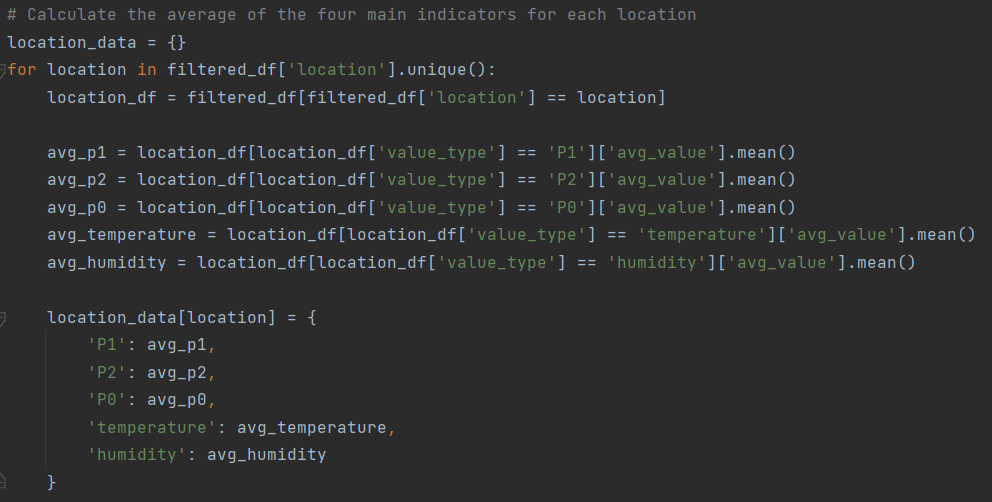 # Calculate the average of the four main indicators for each location
location_data = {}
for location in filtered_df['location'].unique():
    location_df = filtered_df[filtered_df['location'] == location]

    avg_p1 = location_df[location_df['value_type'] == 'P1']['avg_value'].mean()
    avg_p2 = location_df[location_df['value_type'] == 'P2']['avg_value'].mean()
    avg_p0 = location_df[location_df['value_type'] == 'P0']['avg_value'].mean()
    avg_temperature = location_df[location_df['value_type'] == 'temperature']['avg_value'].mean()
    avg_humidity = location_df[location_df['value_type'] == 'humidity']['avg_value'].mean()

    location_data[location] = {
        'P1': avg_p1,
        'P2': avg_p2,
        'P0': avg_p0,
        'temperature': avg_temperature,
        'humidity': avg_humidity
    }